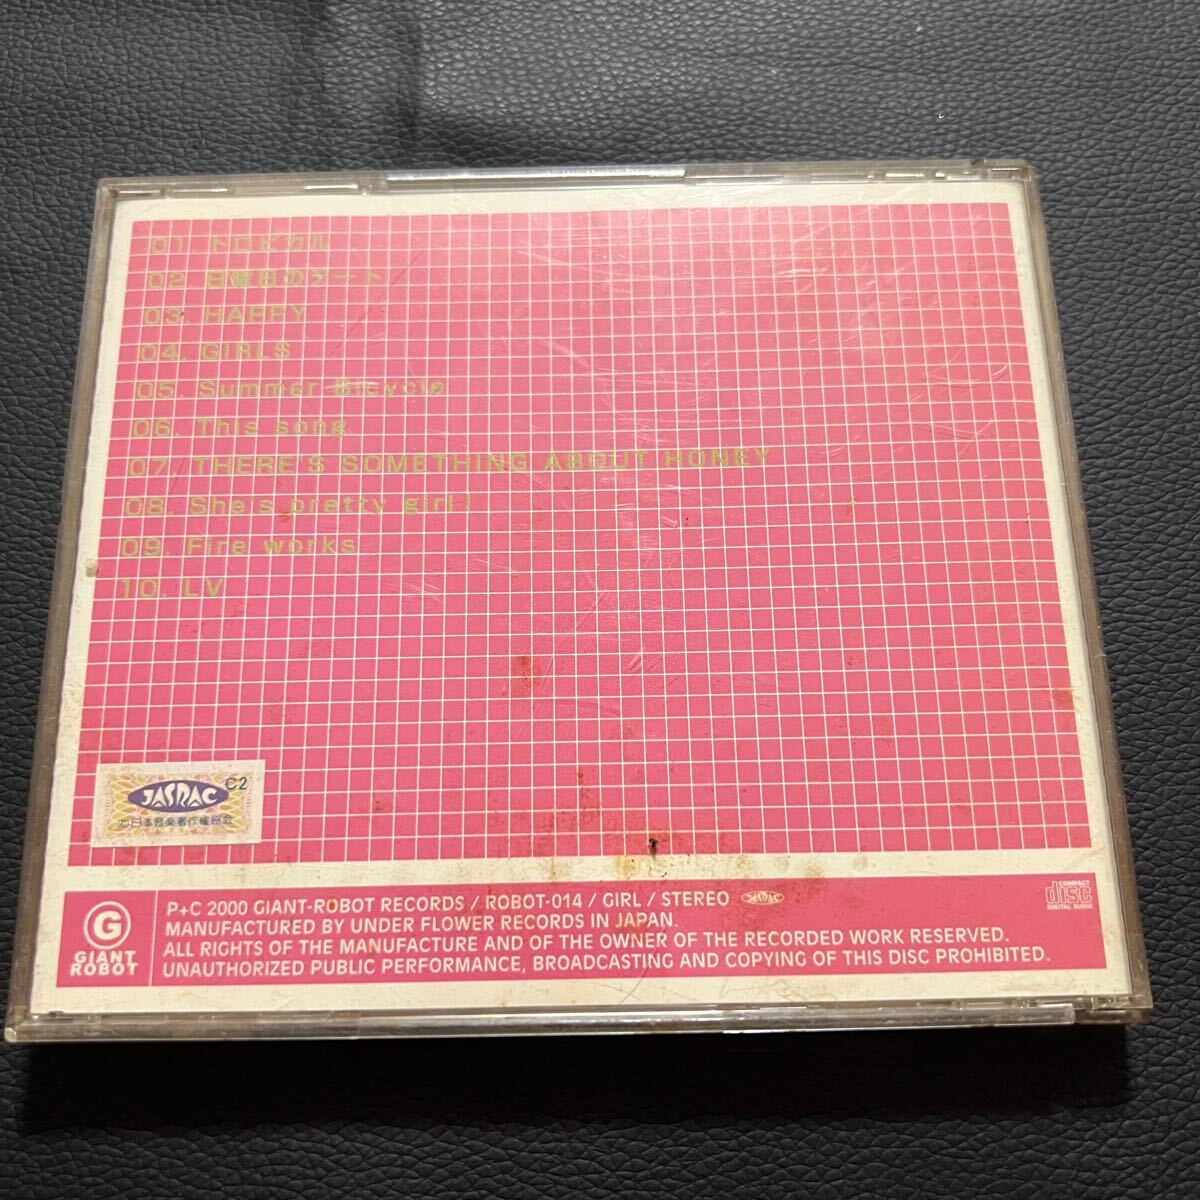 01. トロピカル
02. 日曜日のデート
03. HAPPY
04. GIRLS
05. Summer Bicycle
06. This song
07. THERE'S SOMETHING ABOUT HONEY
08. She's pretty girl!
09. Fire works
10. LV
JASRAC C2
㈳日本音楽著作権協会
G
GIANT
ROBOT
P+C 2000 GIANT-ROBOT RECORDS / ROBOT-014 / GIRL / STEREO JASRAC
MANUFACTURED BY UNDER FLOWER RECORDS IN JAPAN.
ALL RIGHTS OF THE MANUFACTURE AND OF THE OWNER OF THE RECORDED WORK RESERVED.
UNAUTHORIZED PUBLIC PERFORMANCE, BROADCASTING AND COPYING OF THIS DISC PROHIBITED.
COMPACT
disc
DIGITAL AUDIO